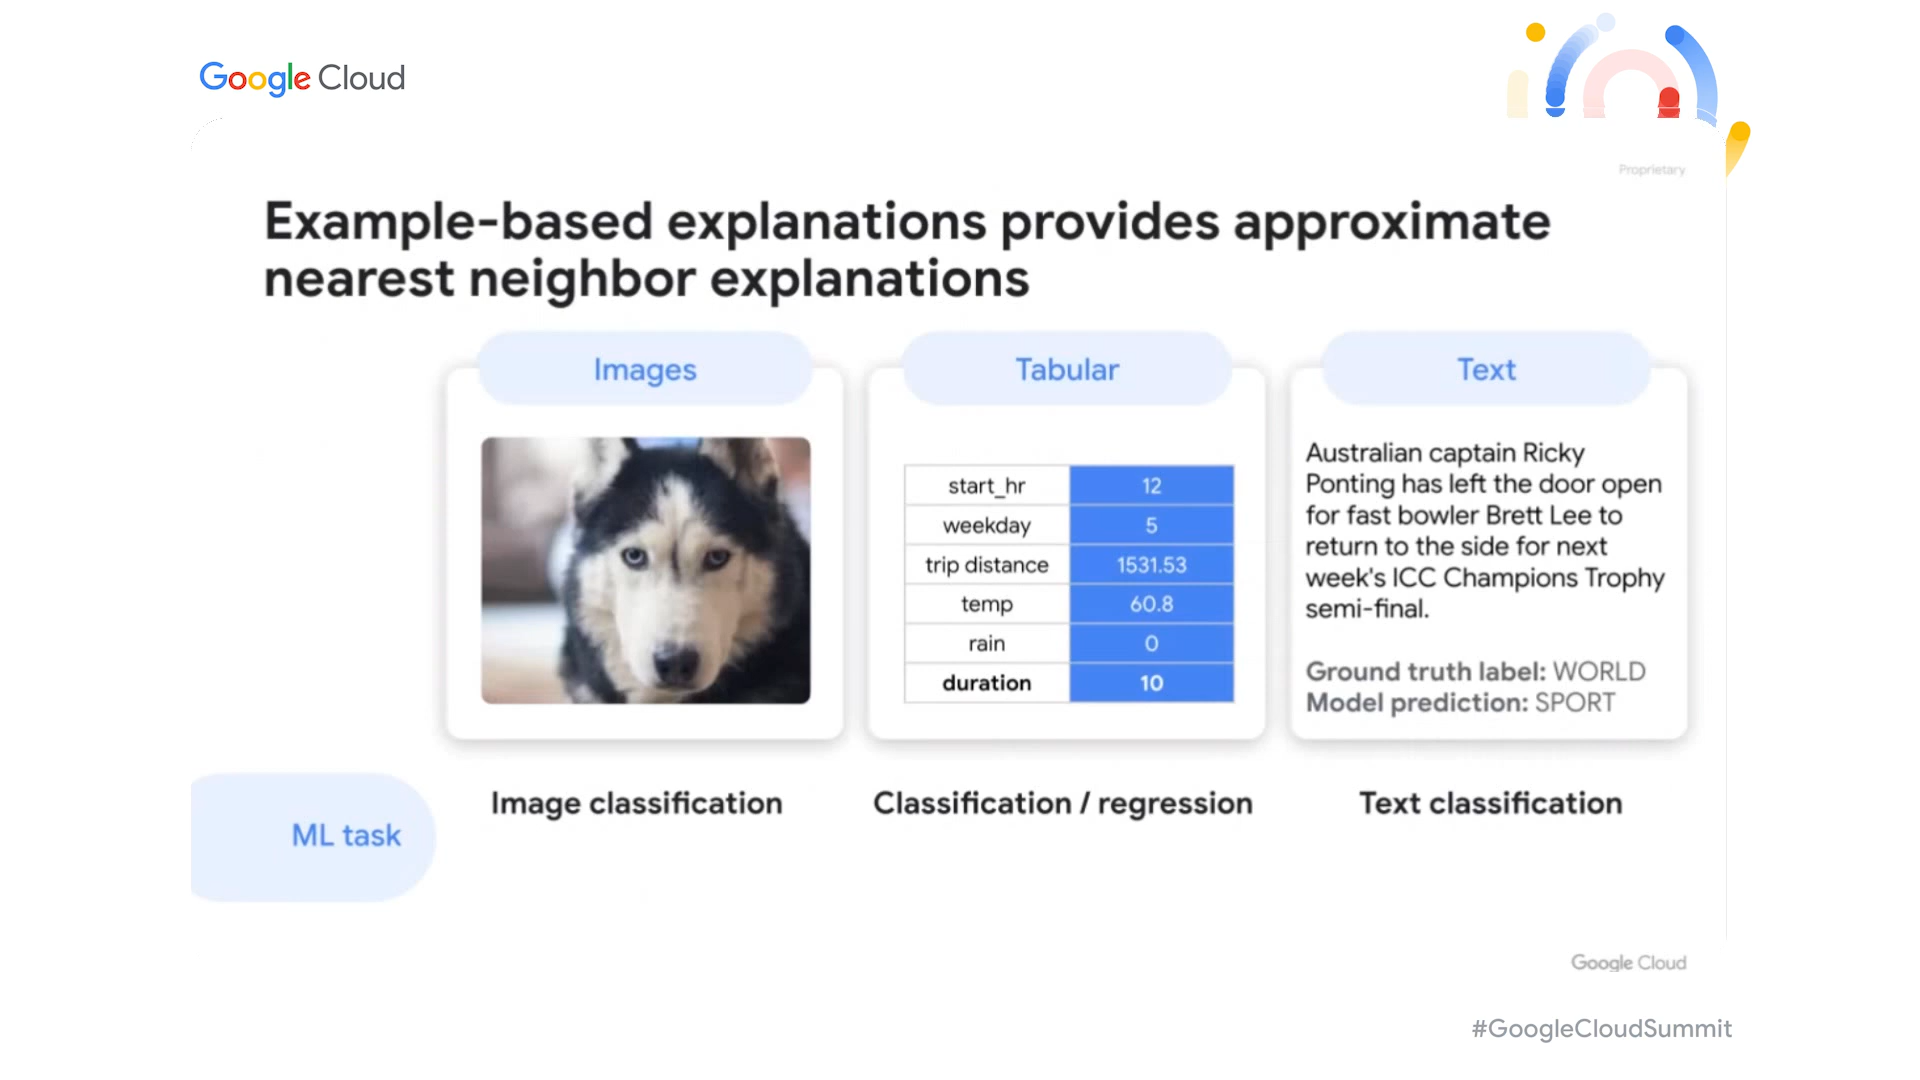 Google Cloud
Proprietary
Example-based explanations provides approximate
nearest neighbor explanations
Images
Tabular
start_hr 12
weekday 5
trip distance 1531.53
temp 60.8
rain 0
duration 10
Text
Australian captain Ricky
Ponting has left the door open
for fast bowler Brett Lee to
return to the side for next
week's ICC Champions Trophy
semi-final.
Ground truth label: WORLD
Model prediction: SPORT
ML task
Image classification
Classification / regression
Text classification
Google Cloud
#GoogleCloudSummit